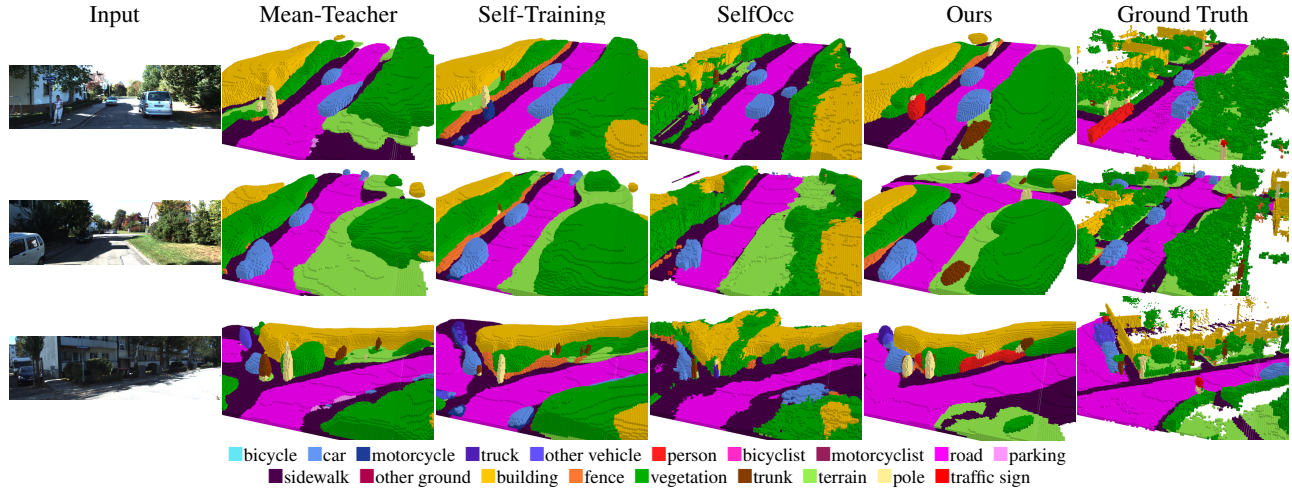 Input Mean-Teacher Self-Training SelfOcc Ours Ground Truth
bicycle car motorcycle truck other vehicle person bicyclist motorcyclist road parking
sidewalk other ground building fence vegetation trunk terrain pole traffic sign